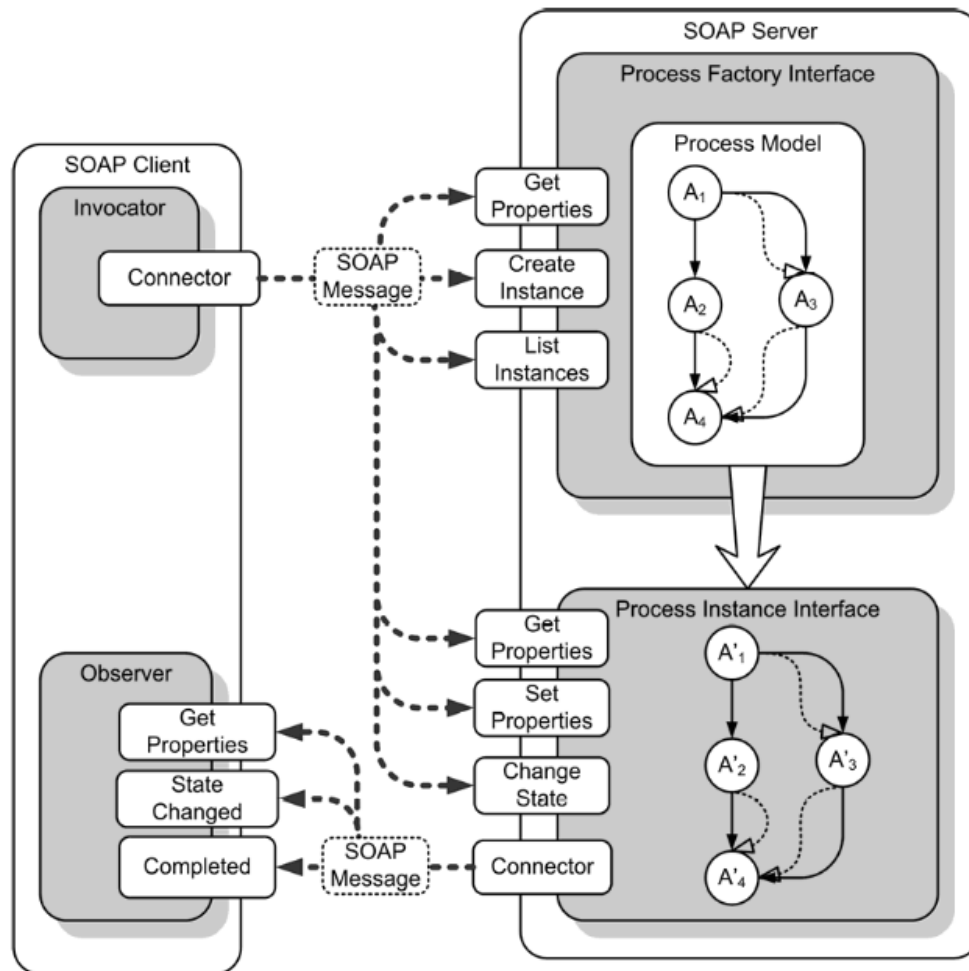 SOAP Server
Process Factory Interface
Process Model
A₁
A₂
A₃
A₄
SOAP Client
Invocator
Connector
SOAP
Message
Get
Properties
Create
Instance
List
Instances
Process Instance Interface
A'₁
A'₂
A'₃
A'₄
Get
Properties
Set
Properties
Change
State
Connector
Observer
Get
Properties
State
Changed
Completed
SOAP
Message